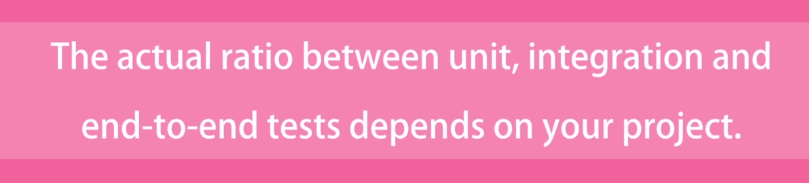 The actual ratio between unit, integration and
end-to-end tests depends on your project.